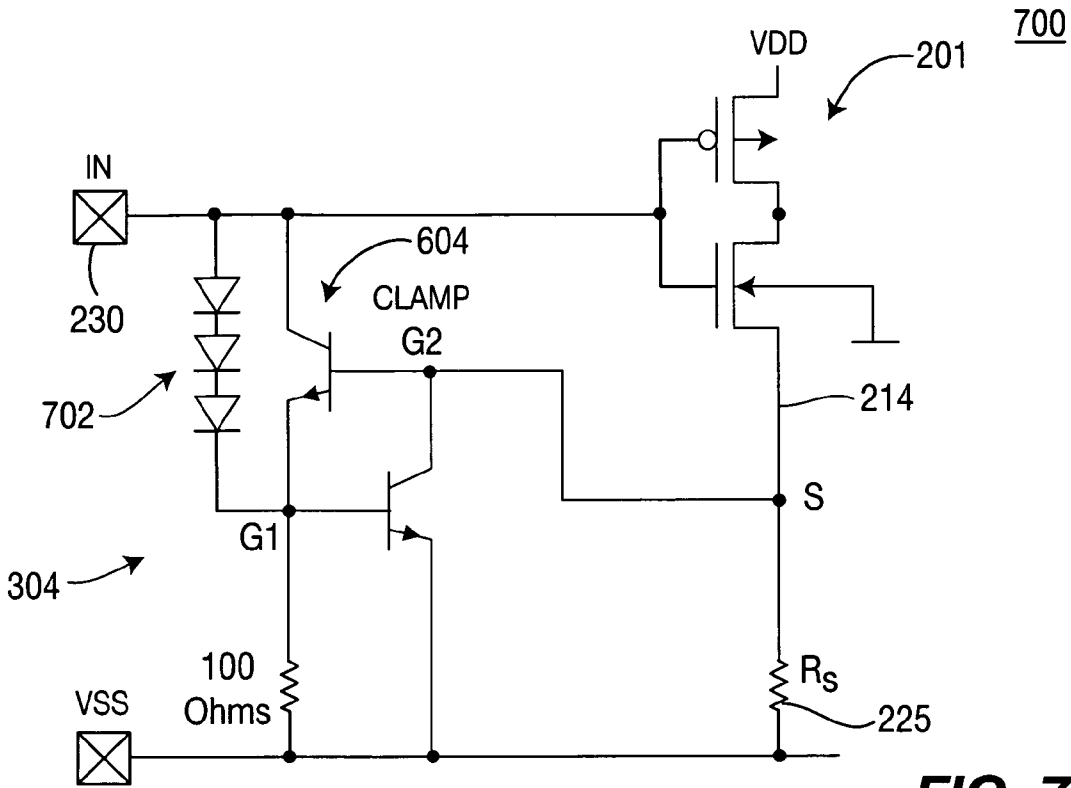 700
VDD
201
IN
604
CLAMP
G2
230
702
214
S
G1
304
100
Ohms
RS
225
VSS
FIG. 7